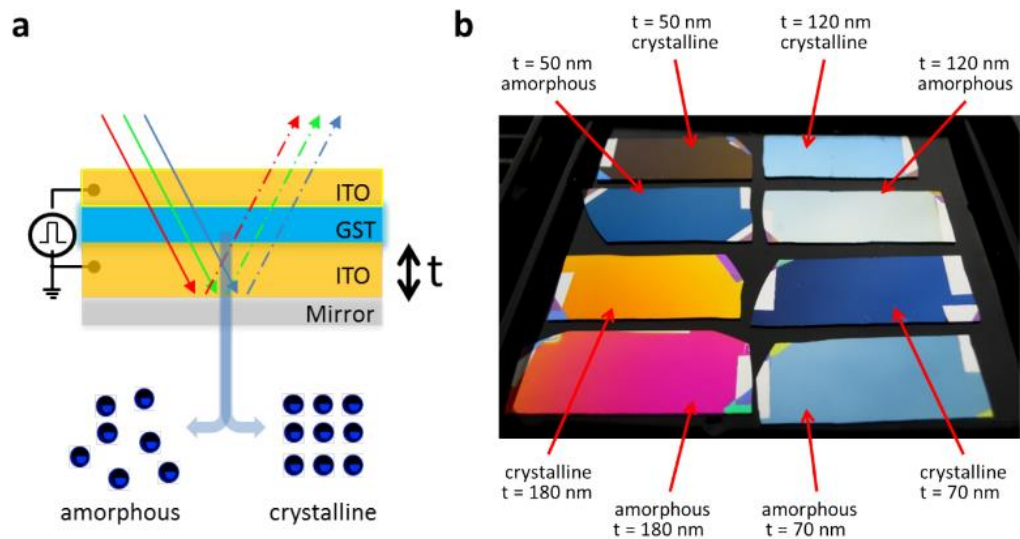 a
ITO
GST
ITO
t
Mirror
amorphous
crystalline
b
t = 50 nm
crystalline
t = 120 nm
crystalline
t = 50 nm
amorphous
t = 120 nm
amorphous
crystalline
t = 180 nm
amorphous
t = 180 nm
amorphous
t = 70 nm
crystalline
t = 70 nm